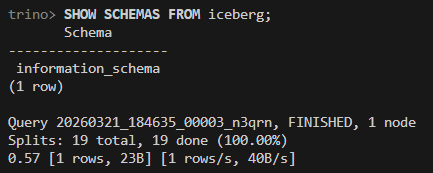 trino> SHOW SCHEMAS FROM iceberg;
       Schema
--------------------
 information_schema
(1 row)

Query 20260321_184635_00003_n3qrn, FINISHED, 1 node
Splits: 19 total, 19 done (100.00%)
0.57 [1 rows, 23B] [1 rows/s, 40B/s]